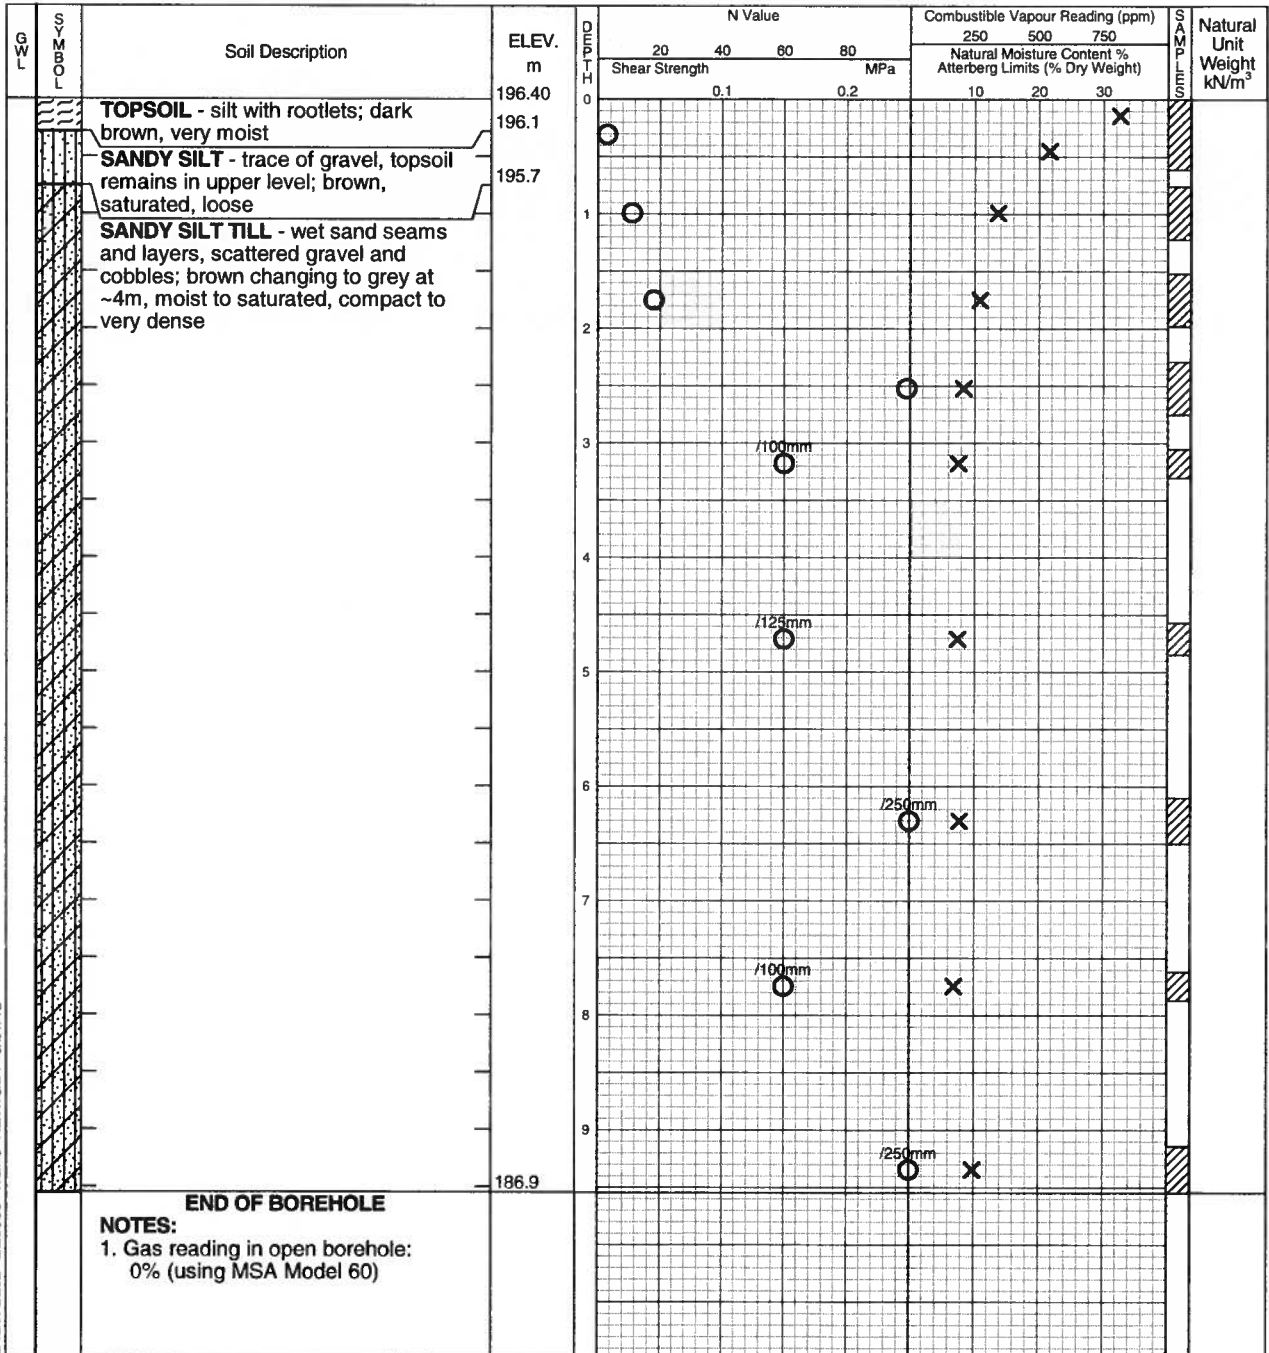 GWL
SYMBOL
Soil Description
ELEV.
m
DEPTH
N Value
20 40 60 80
Shear Strength MPa
0.1 0.2
Combustible Vapour Reading (ppm)
250 500 750
Natural Moisture Content %
Atterberg Limits (% Dry Weight)
10 20 30
SAMPLES
Natural
Unit
Weight
kN/m³
196.40
0
TOPSOIL - silt with rootlets; dark
brown, very moist
196.1
SANDY SILT - trace of gravel, topsoil
remains in upper level; brown,
saturated, loose
195.7
1
SANDY SILT TILL - wet sand seams
and layers, scattered gravel and
cobbles; brown changing to grey at
~4m, moist to saturated, compact to
very dense
2
3
/100mm
4
/125mm
5
6
/250mm
7
/100mm
8
9
/250mm
186.9
END OF BOREHOLE
NOTES:
1. Gas reading in open borehole:
0% (using MSA Model 60)